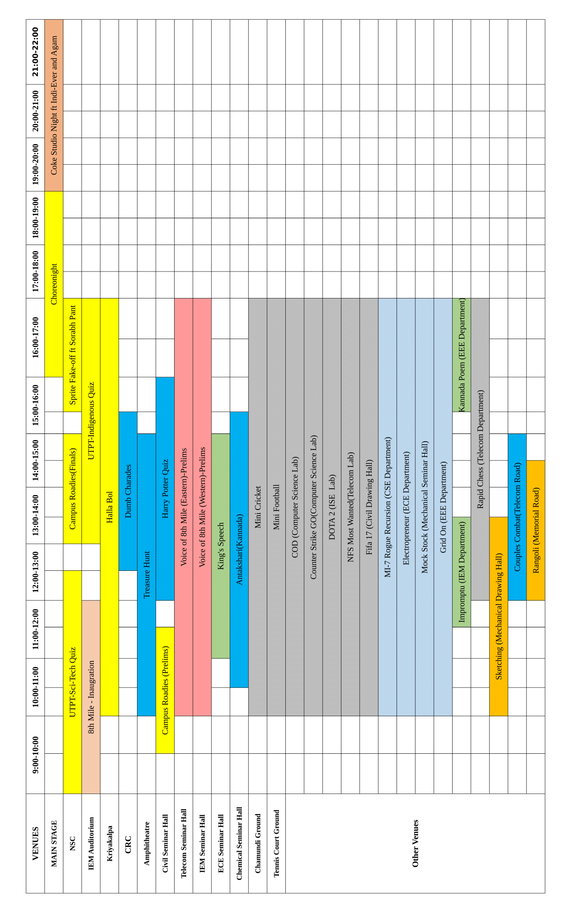 VENUES 9:00-10:00 10:00-11:00 11:00-12:00 12:00-13:00 13:00-14:00 14:00-15:00 15:00-16:00 16:00-17:00 17:00-18:00 18:00-19:00 19:00-20:00 20:00-21:00 21:00-22:00
MAIN STAGE Choreonight Coke Studio Night ft Indi-Ever and Agam
NSC UTPT-Sci-Tech Quiz Campus Roadies(Finals) Sprite Fake-off ft Sorabh Pant
IEM Auditorium 8th Mile - Inaugration UTPT-Indigenous Quiz
Kriyakalpa Halla Bol
CRC Dumb Charades
Amphitheatre Treasure Hunt
Civil Seminar Hall Campus Roadies (Prelims) Harry Potter Quiz
Telecom Seminar Hall Voice of 8th Mile (Eastern)-Prelims
IEM Seminar Hall Voice of 8th Mile (Western)-Prelims
ECE Seminar Hall King's Speech
Chemical Seminar Hall Antakshari(Kannada)
Chamundi Ground Mini Cricket
Tennis Court Ground Mini Football
Other Venues
COD (Computer Science Lab)
Counter Strike GO(Computer Science Lab)
DOTA 2 (ISE Lab)
NFS Most Wanted(Telecom Lab)
Fifa 17 (Civil Drawing Hall)
MI-7 Rogue Recursion (CSE Department)
Electropreneur (ECE Department)
Mock Stock (Mechanical Seminar Hall)
Grid On (EEE Department)
Impromptu (IEM Department) Kannada Poem (EEE Department)
Rapid Chess (Telecom Department)
Sketching (Mechanical Drawing Hall)
Couples Combat(Telecom Road)
Rangoli (Memorial Road)